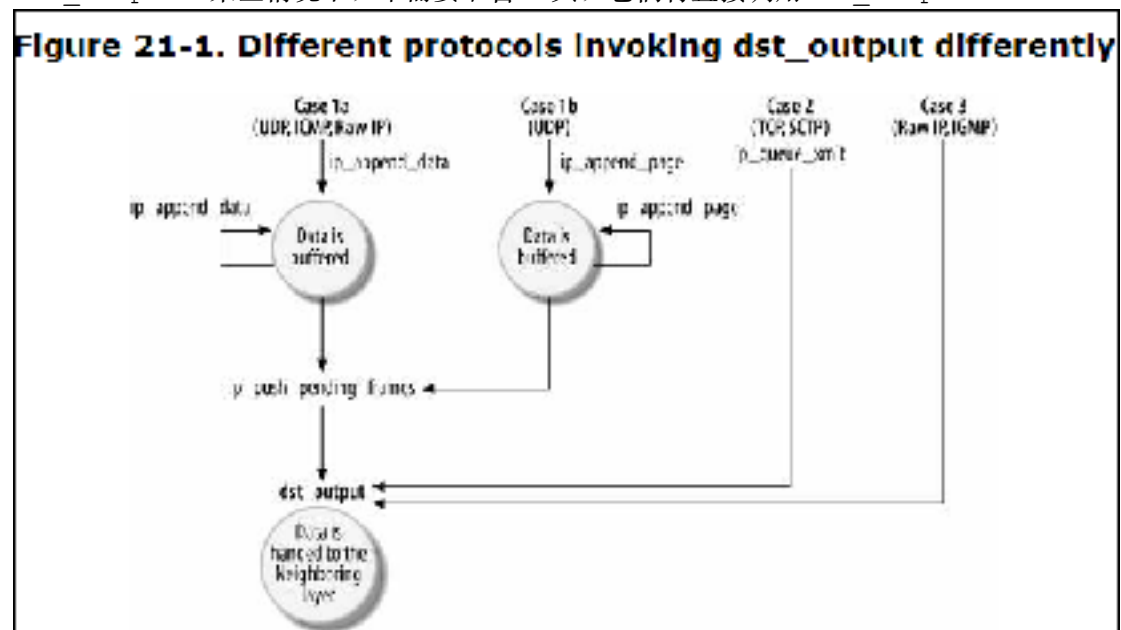 Figure 21-1. Different protocols invoking dst_output differently
Case 1a
(UDP, ICMP, Raw IP)
Case 1b
(UDP)
Case 2
(TCP, SCTP)
Case 3
(Raw IP, IGMP)
ip_queue_xmit
ip_append_data
ip_append_page
ip_append_data
ip_append_page
Data is
buffered
Data is
buffered
ip_push_pending_frames
dst_output
Data is
handed to the
Neighboring
layer